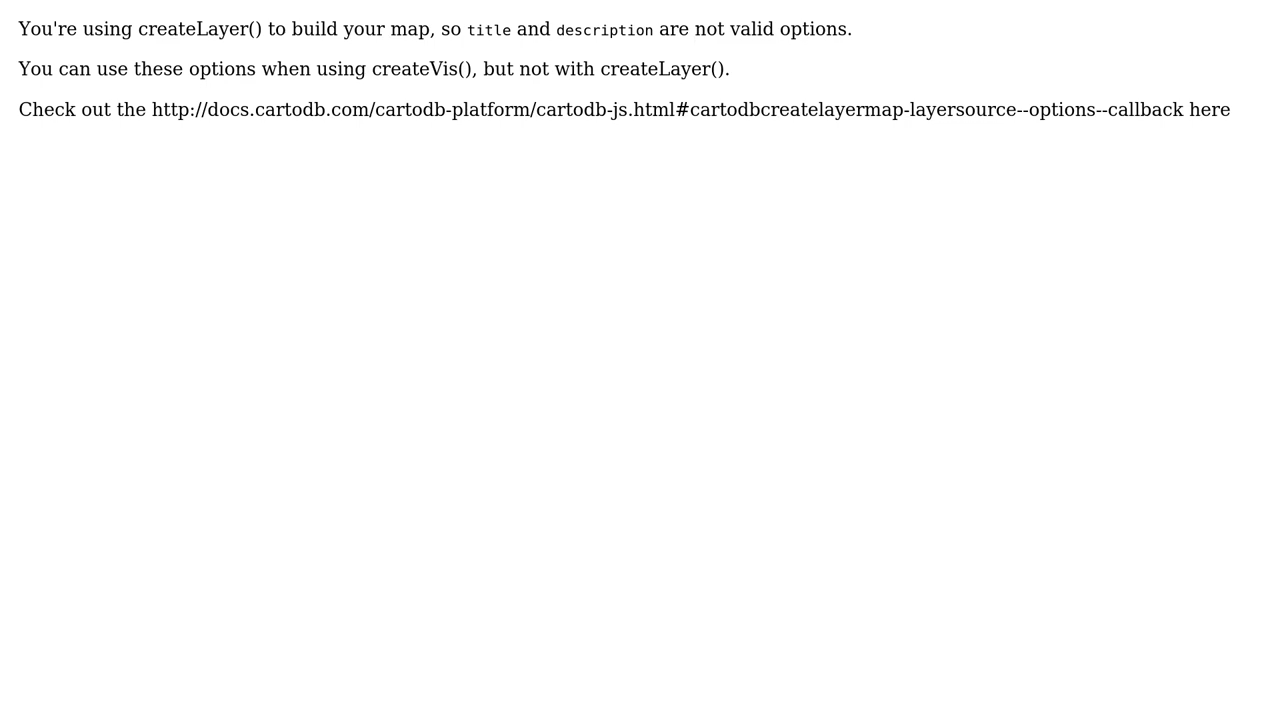 You're using createLayer() to build your map, so title and description are not valid options.
You can use these options when using createVis(), but not with createLayer().
Check out the http://docs.cartodb.com/cartodb-platform/cartodb-js.html#cartodbcreatelayermap-layersource--options--callback here